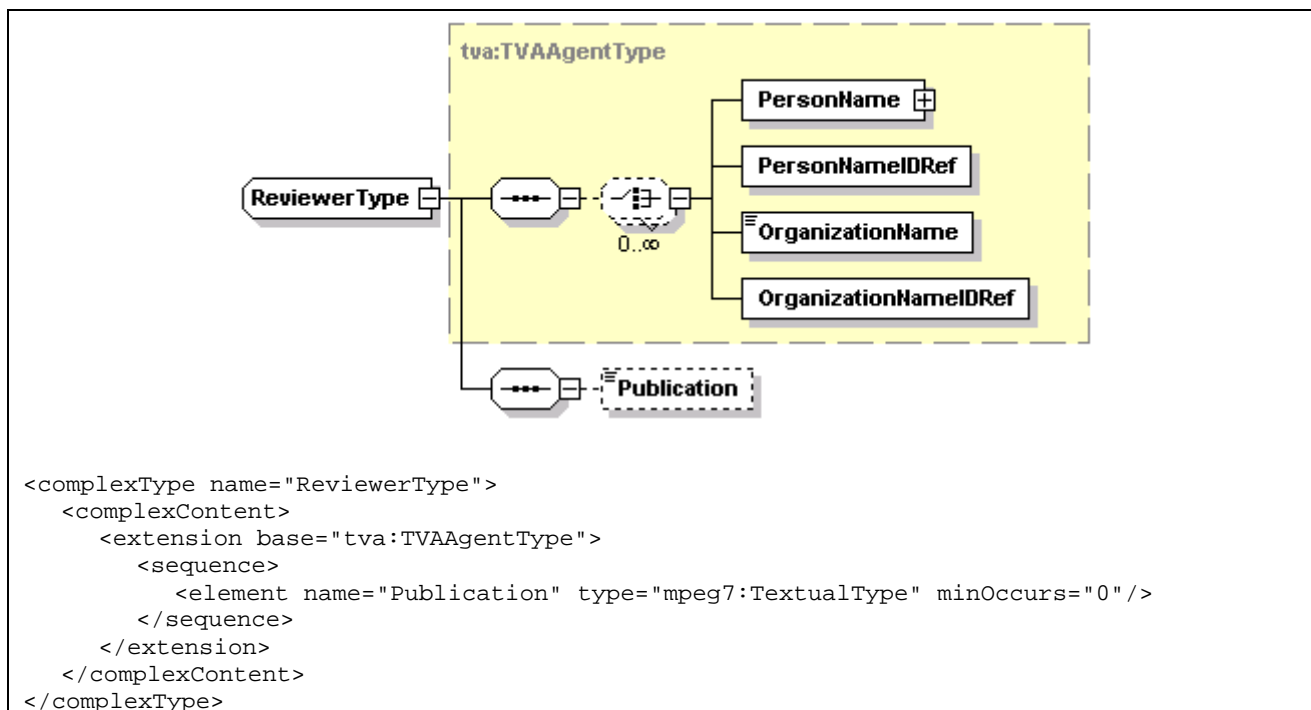 tva:TVAAgentType
PersonName
PersonNameIDRef
ReviewerType
OrganizationName
0..∞
OrganizationNameIDRef
Publication
<complexType name="ReviewerType">
<complexContent>
<extension base="tva:TVAAgentType">
<sequence>
<element name="Publication" type="mpeg7:TextualType" minOccurs="0"/>
</sequence>
</extension>
</complexContent>
</complexType>